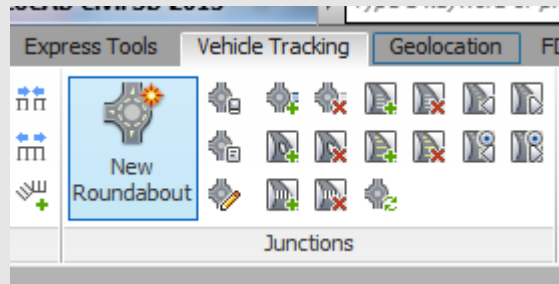 Express Tools Vehicle Tracking Geolocation
New
Roundabout
Junctions